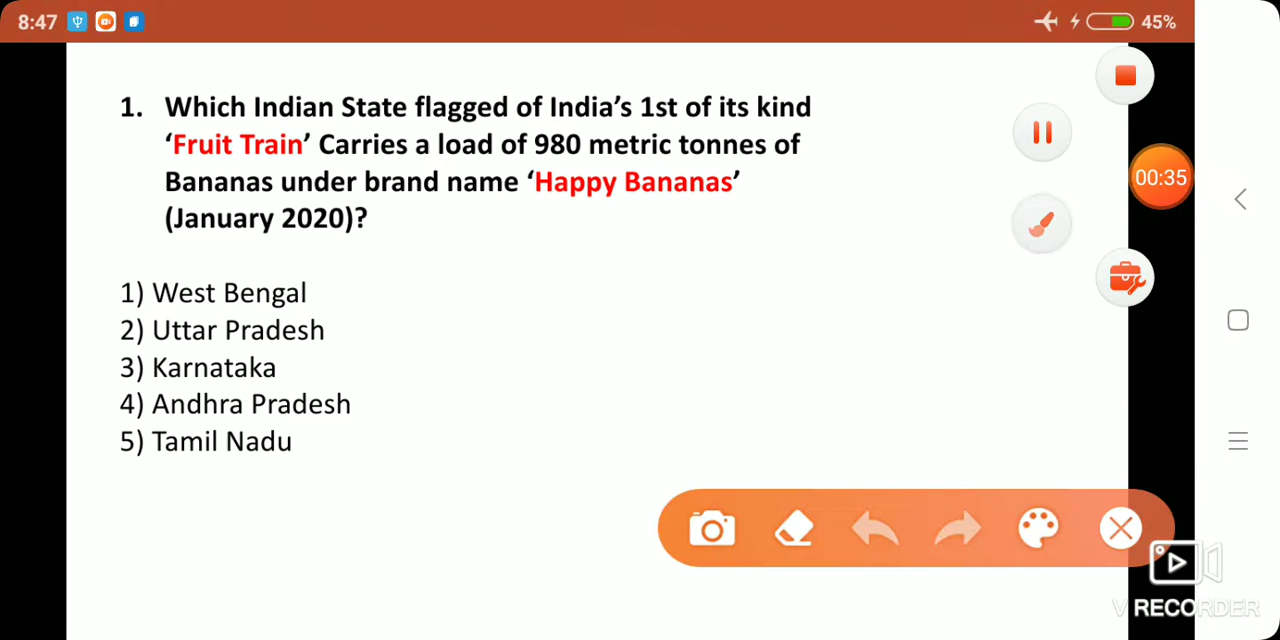 8:47
45%
1. Which Indian State flagged of India’s 1st of its kind
‘Fruit Train’ Carries a load of 980 metric tonnes of
Bananas under brand name ‘Happy Bananas’
(January 2020)?
00:35
1) West Bengal
2) Uttar Pradesh
3) Karnataka
4) Andhra Pradesh
5) Tamil Nadu
V RECORDER